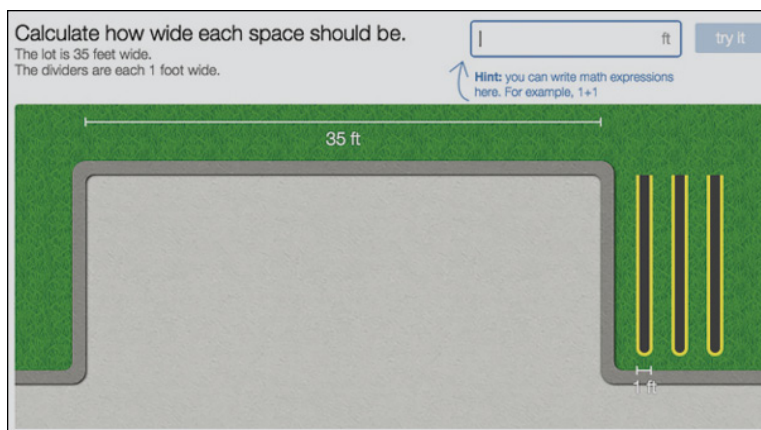 Calculate how wide each space should be.
The lot is 35 feet wide.
The dividers are each 1 foot wide.
ft
try it
Hint: you can write math expressions
here. For example, 1+1
35 ft
1 ft